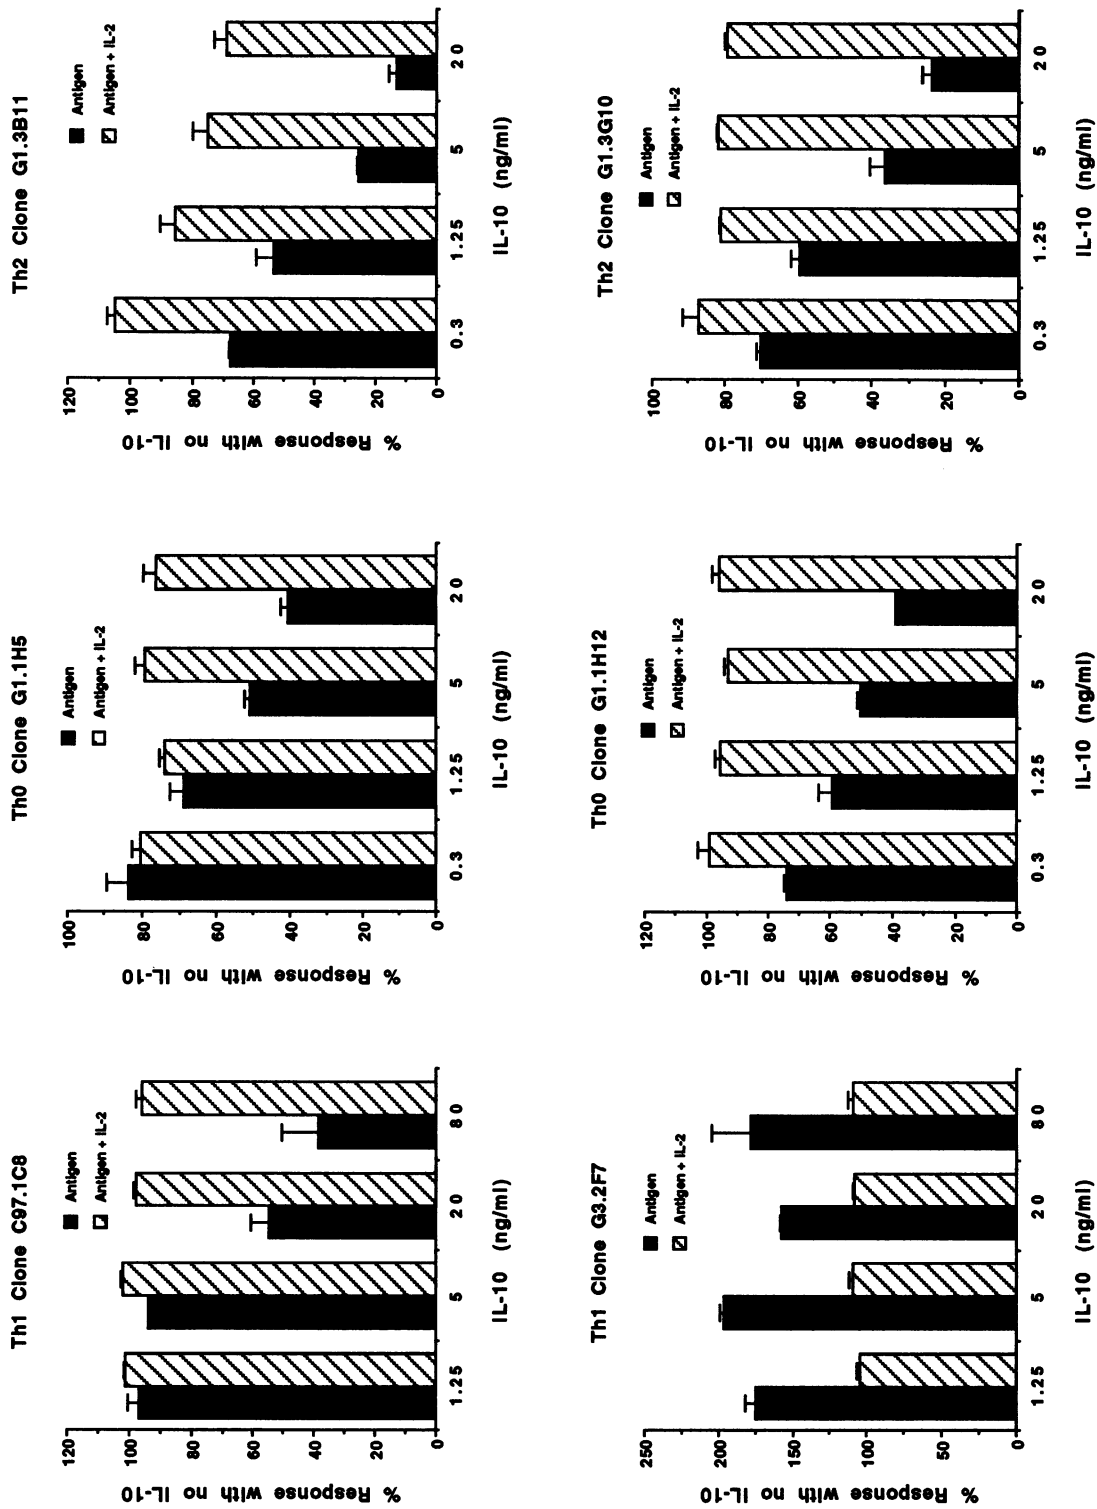 Th1 Clone C97.1C8
Antigen
Antigen + IL-2
% Response with no IL-10
120
100
80
60
40
20
0
1.25
5
20
80
IL-10 (ng/ml)
Th0 Clone G1.1H5
Antigen
Antigen + IL-2
% Response with no IL-10
100
80
60
40
20
0
0.3
1.25
5
20
IL-10 (ng/ml)
Th2 Clone G1.3B11
Antigen
Antigen + IL-2
% Response with no IL-10
120
100
80
60
40
20
0
0.3
1.25
5
20
IL-10 (ng/ml)
Th1 Clone G3.2F7
Antigen
Antigen + IL-2
% Response with no IL-10
250
200
150
100
50
0
1.25
5
20
80
IL-10 (ng/ml)
Th0 Clone G1.1H12
Antigen
Antigen + IL-2
% Response with no IL-10
120
100
80
60
40
20
0
0.3
1.25
5
20
IL-10 (ng/ml)
Th2 Clone G1.3G10
Antigen
Antigen + IL-2
% Response with no IL-10
100
80
60
40
20
0
0.3
1.25
5
20
IL-10 (ng/ml)